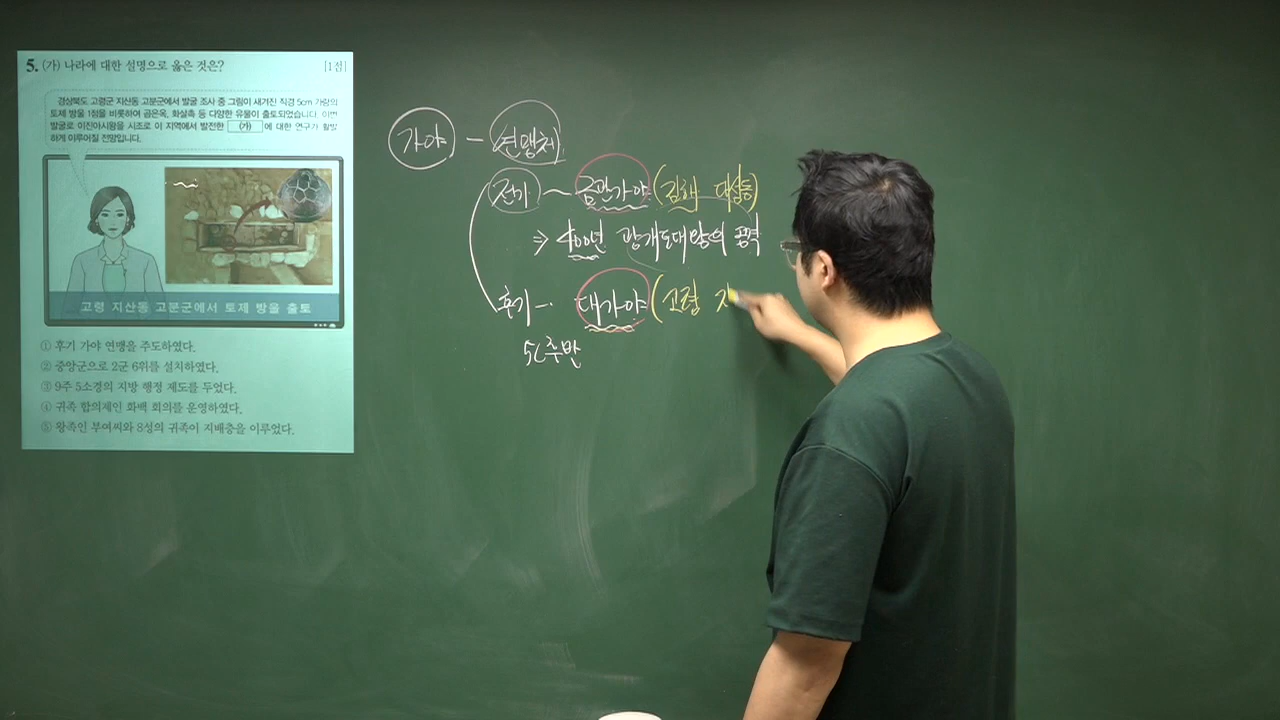 5. (가) 나라에 대한 설명으로 옳은 것은? [1점]
경상북도 고령군 지산동 고분군에서 발굴 조사 중 그림이 새겨진 직경 5cm 가량의
토제 방울 1점을 비롯하여 곱은옥, 화살촉 등 다양한 유물이 출토되었습니다. 이번
발굴로 이진아시왕을 시조로 이 지역에서 발전한 (가) 에 대한 연구가 활발
하게 이루어질 전망입니다.
고령 지산동 고분군에서 토제 방울 출토
① 후기 가야 연맹을 주도하였다.
② 중앙군으로 2군 6위를 설치하였다.
③ 9주 5소경의 지방 행정 제도를 두었다.
④ 귀족 합의제인 화백 회의를 운영하였다.
⑤ 왕족인 부여씨와 8성의 귀족이 지배층을 이루었다.
가야 - 연맹체
전기 ~ 금관가야 (김해 대성동)
⇒ 400년 광개토대왕의 공격
후기 - 대가야 (고령 지
5C후반